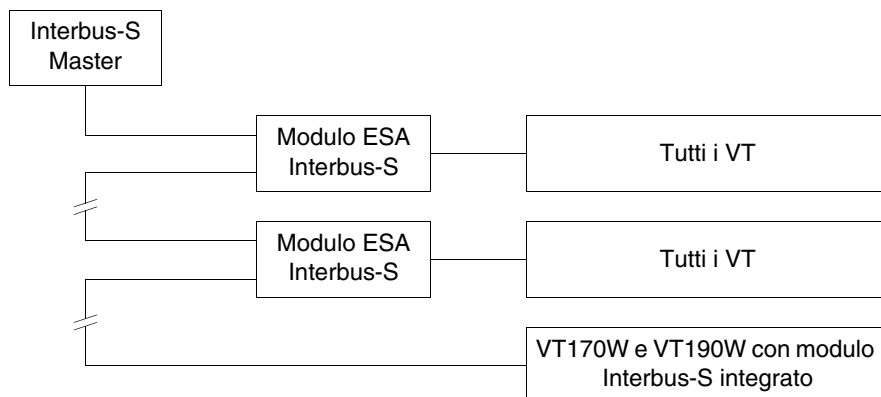 Interbus-S
Master
Modulo ESA
Interbus-S
Tutti i VT
Modulo ESA
Interbus-S
Tutti i VT
VT170W e VT190W con modulo
Interbus-S integrato